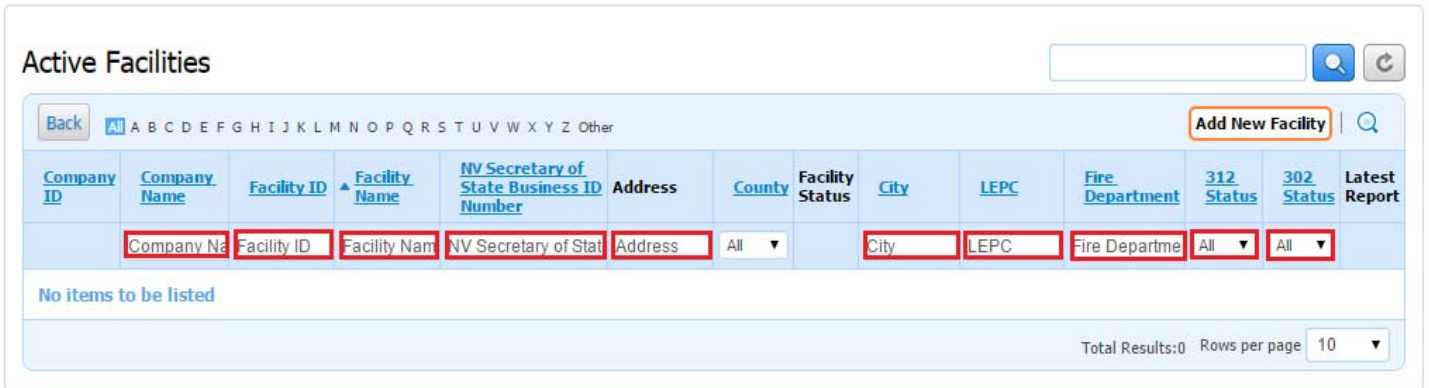 Active Facilities
Back All A B C D E F G H I J K L M N O P Q R S T U V W X Y Z Other Add New Facility
Company ID Company Name Facility ID Facility Name NV Secretary of State Business ID Number Address County Facility Status City LEPC Fire Department 312 Status 302 Status Latest Report
Company Na Facility ID Facility Nam NV Secretary of Stat Address All City LEPC Fire Departme All All
No items to be listed
Total Results:0 Rows per page 10